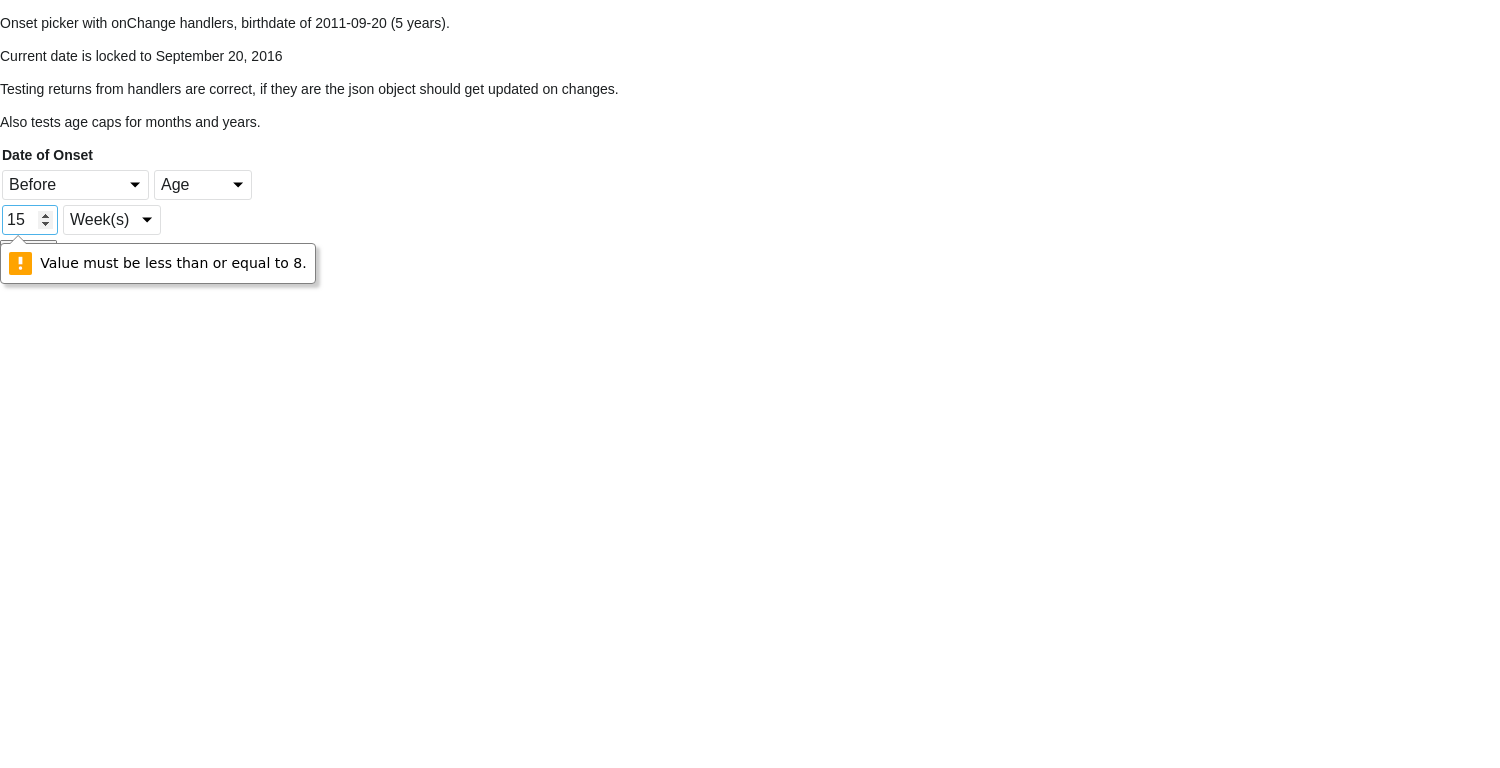 Onset picker with onChange handlers, birthdate of 2011-09-20 (5 years).
Current date is locked to September 20, 2016
Testing returns from handlers are correct, if they are the json object should get updated on changes.
Also tests age caps for months and years.
Date of Onset
Before Age
15 Week(s)
Value must be less than or equal to 8.